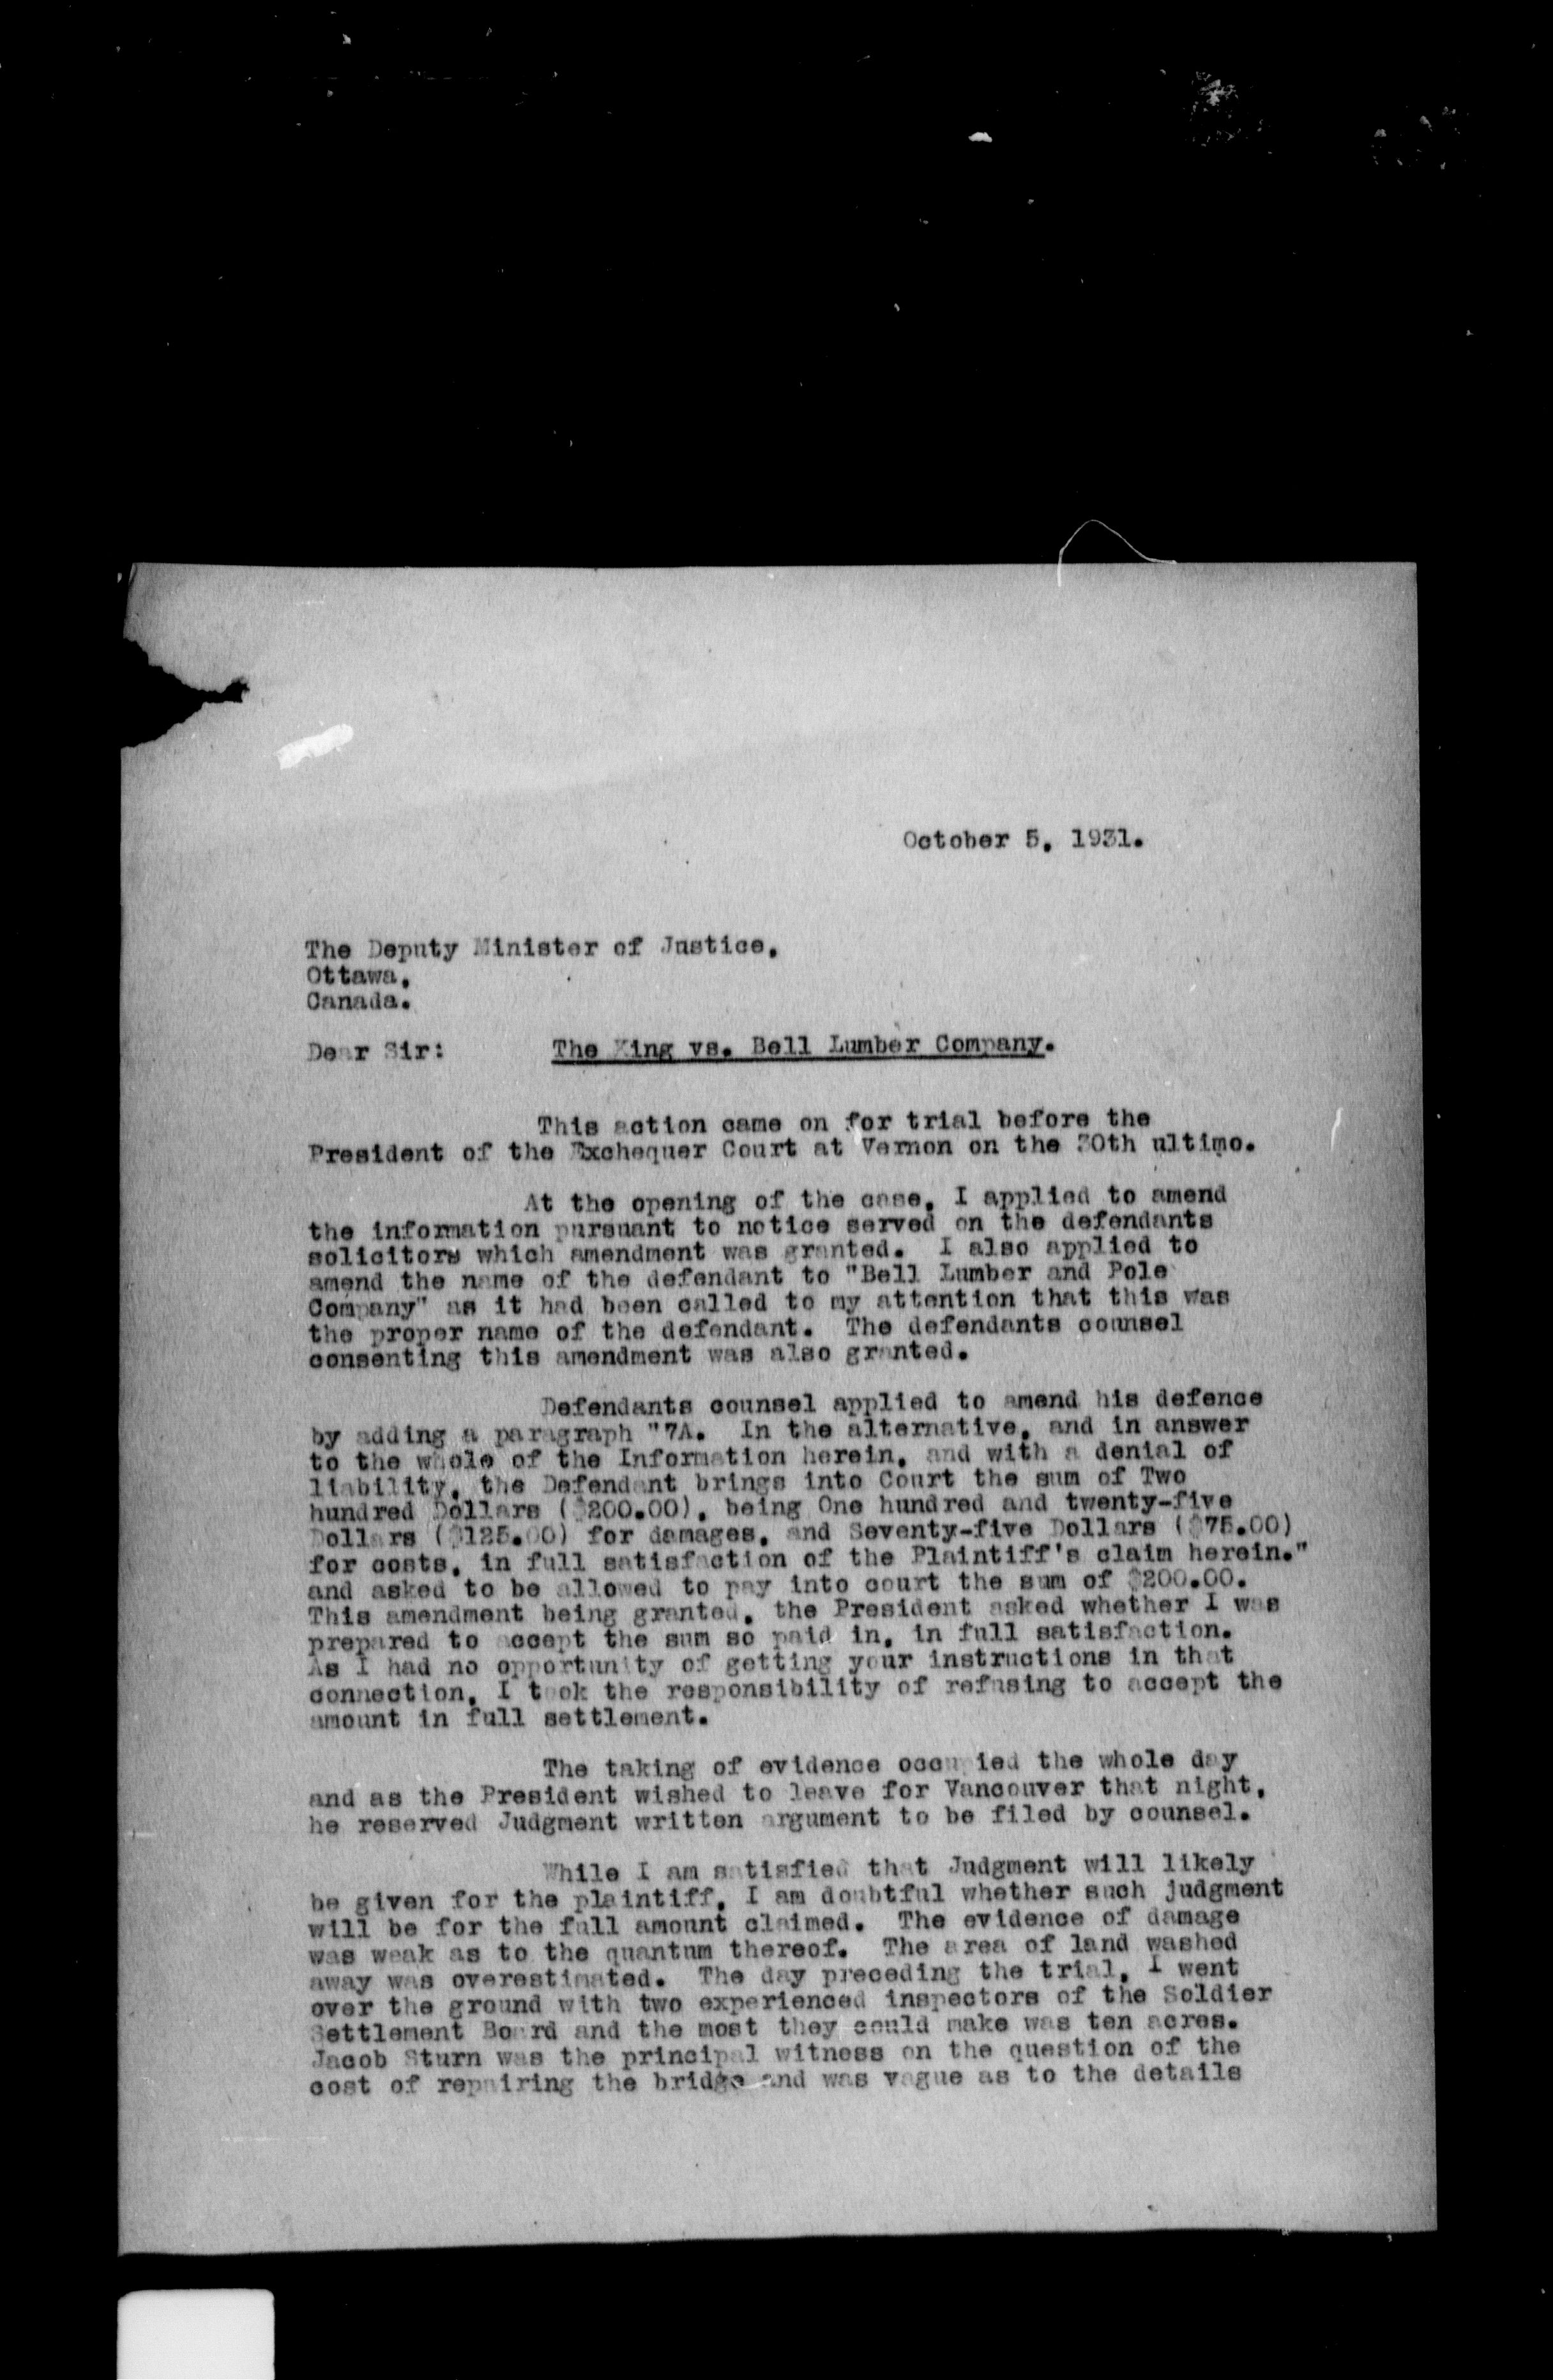 October 5, 1931.
The Deputy Minister of Justice,
Ottawa,
Canada.
Dear Sir: The King vs. Bell Lumber Company.
This action came on for trial before the
President of the Exchequer Court at Vernon on the 30th ultimo.
At the opening of the case, I applied to amend
the information pursuant to notice served on the defendants
solicitors which amendment was granted. I also applied to
amend the name of the defendant to "Bell Lumber and Pole
Company" as it had been called to my attention that this was
the proper name of the defendant. The defendants counsel
consenting this amendment was also granted.
Defendants counsel applied to amend his defence
by adding a paragraph "7A. In the alternative, and in answer
to the whole of the Information herein, and with a denial of
liability, the Defendant brings into Court the sum of Two
hundred Dollars ($200.00), being One hundred and twenty-five
Dollars ($125.00) for damages, and Seventy-five Dollars ($75.00)
for costs, in full satisfaction of the Plaintiff's claim herein."
and asked to be allowed to pay into court the sum of $200.00.
This amendment being granted, the President asked whether I was
prepared to accept the sum so paid in, in full satisfaction.
As I had no opportunity of getting your instructions in that
connection, I took the responsibility of refusing to accept the
amount in full settlement.
The taking of evidence occupied the whole day
and as the President wished to leave for Vancouver that night,
he reserved Judgment written argument to be filed by counsel.
While I am satisfied that Judgment will likely
be given for the plaintiff, I am doubtful whether such judgment
will be for the full amount claimed. The evidence of damage
was weak as to the quantum thereof. The area of land washed
away was overestimated. The day preceding the trial, I went
over the ground with two experienced inspectors of the Soldier
Settlement Board and the most they could make was ten acres.
Jacob Sturn was the principal witness on the question of the
cost of repairing the bridge and was vague as to the details